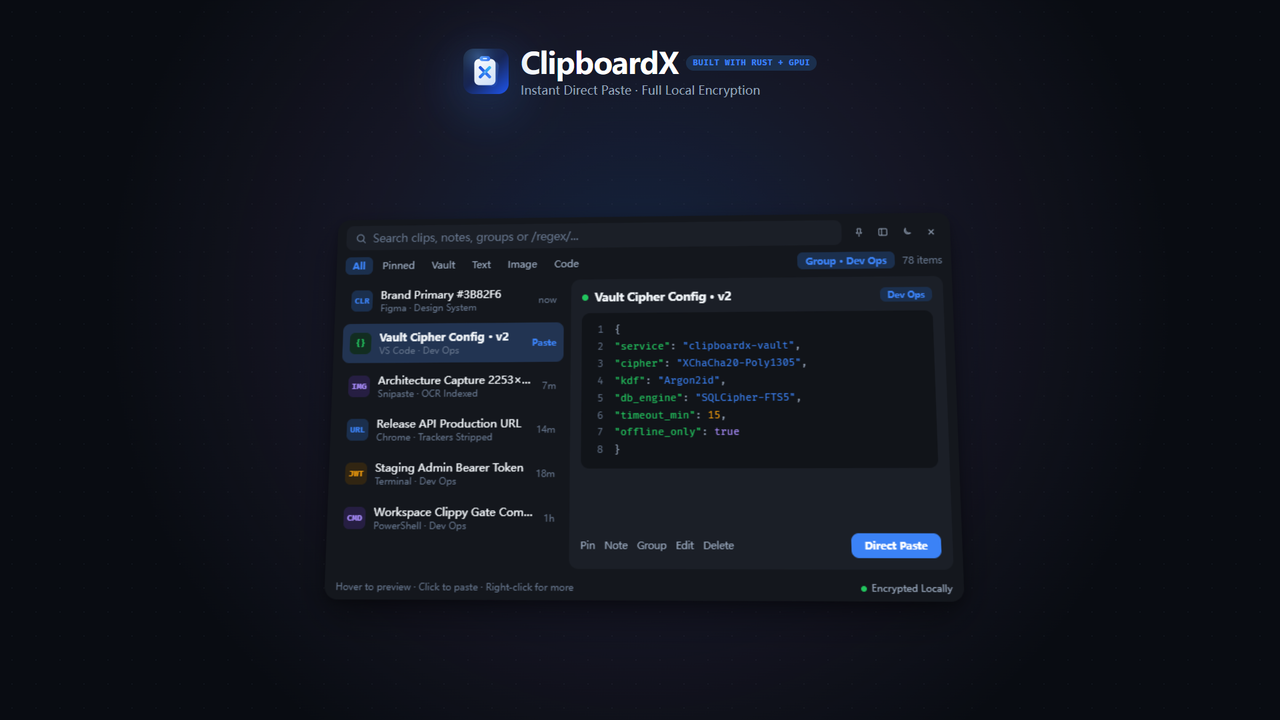 ClipboardX BUILT WITH RUST + GPUI
Instant Direct Paste · Full Local Encryption
Search clips, notes, groups or /regex/...
All Pinned Vault Text Image Code Group • Dev Ops 78 items
CLR Brand Primary #3B82F6 now
Figma · Design System
{} Vault Cipher Config • v2 Paste
VS Code · Dev Ops
IMG Architecture Capture 2253×... 7m
Snipaste · OCR Indexed
URL Release API Production URL 14m
Chrome · Trackers Stripped
JWT Staging Admin Bearer Token 18m
Terminal · Dev Ops
CMD Workspace Clippy Gate Com... 1h
PowerShell · Dev Ops
Vault Cipher Config • v2 Dev Ops
1 {
2 "service": "clipboardx-vault",
3 "cipher": "XChaCha20-Poly1305",
4 "kdf": "Argon2id",
5 "db_engine": "SQLCipher-FTS5",
6 "timeout_min": 15,
7 "offline_only": true
8 }
Pin Note Group Edit Delete Direct Paste
Hover to preview · Click to paste · Right-click for more Encrypted Locally